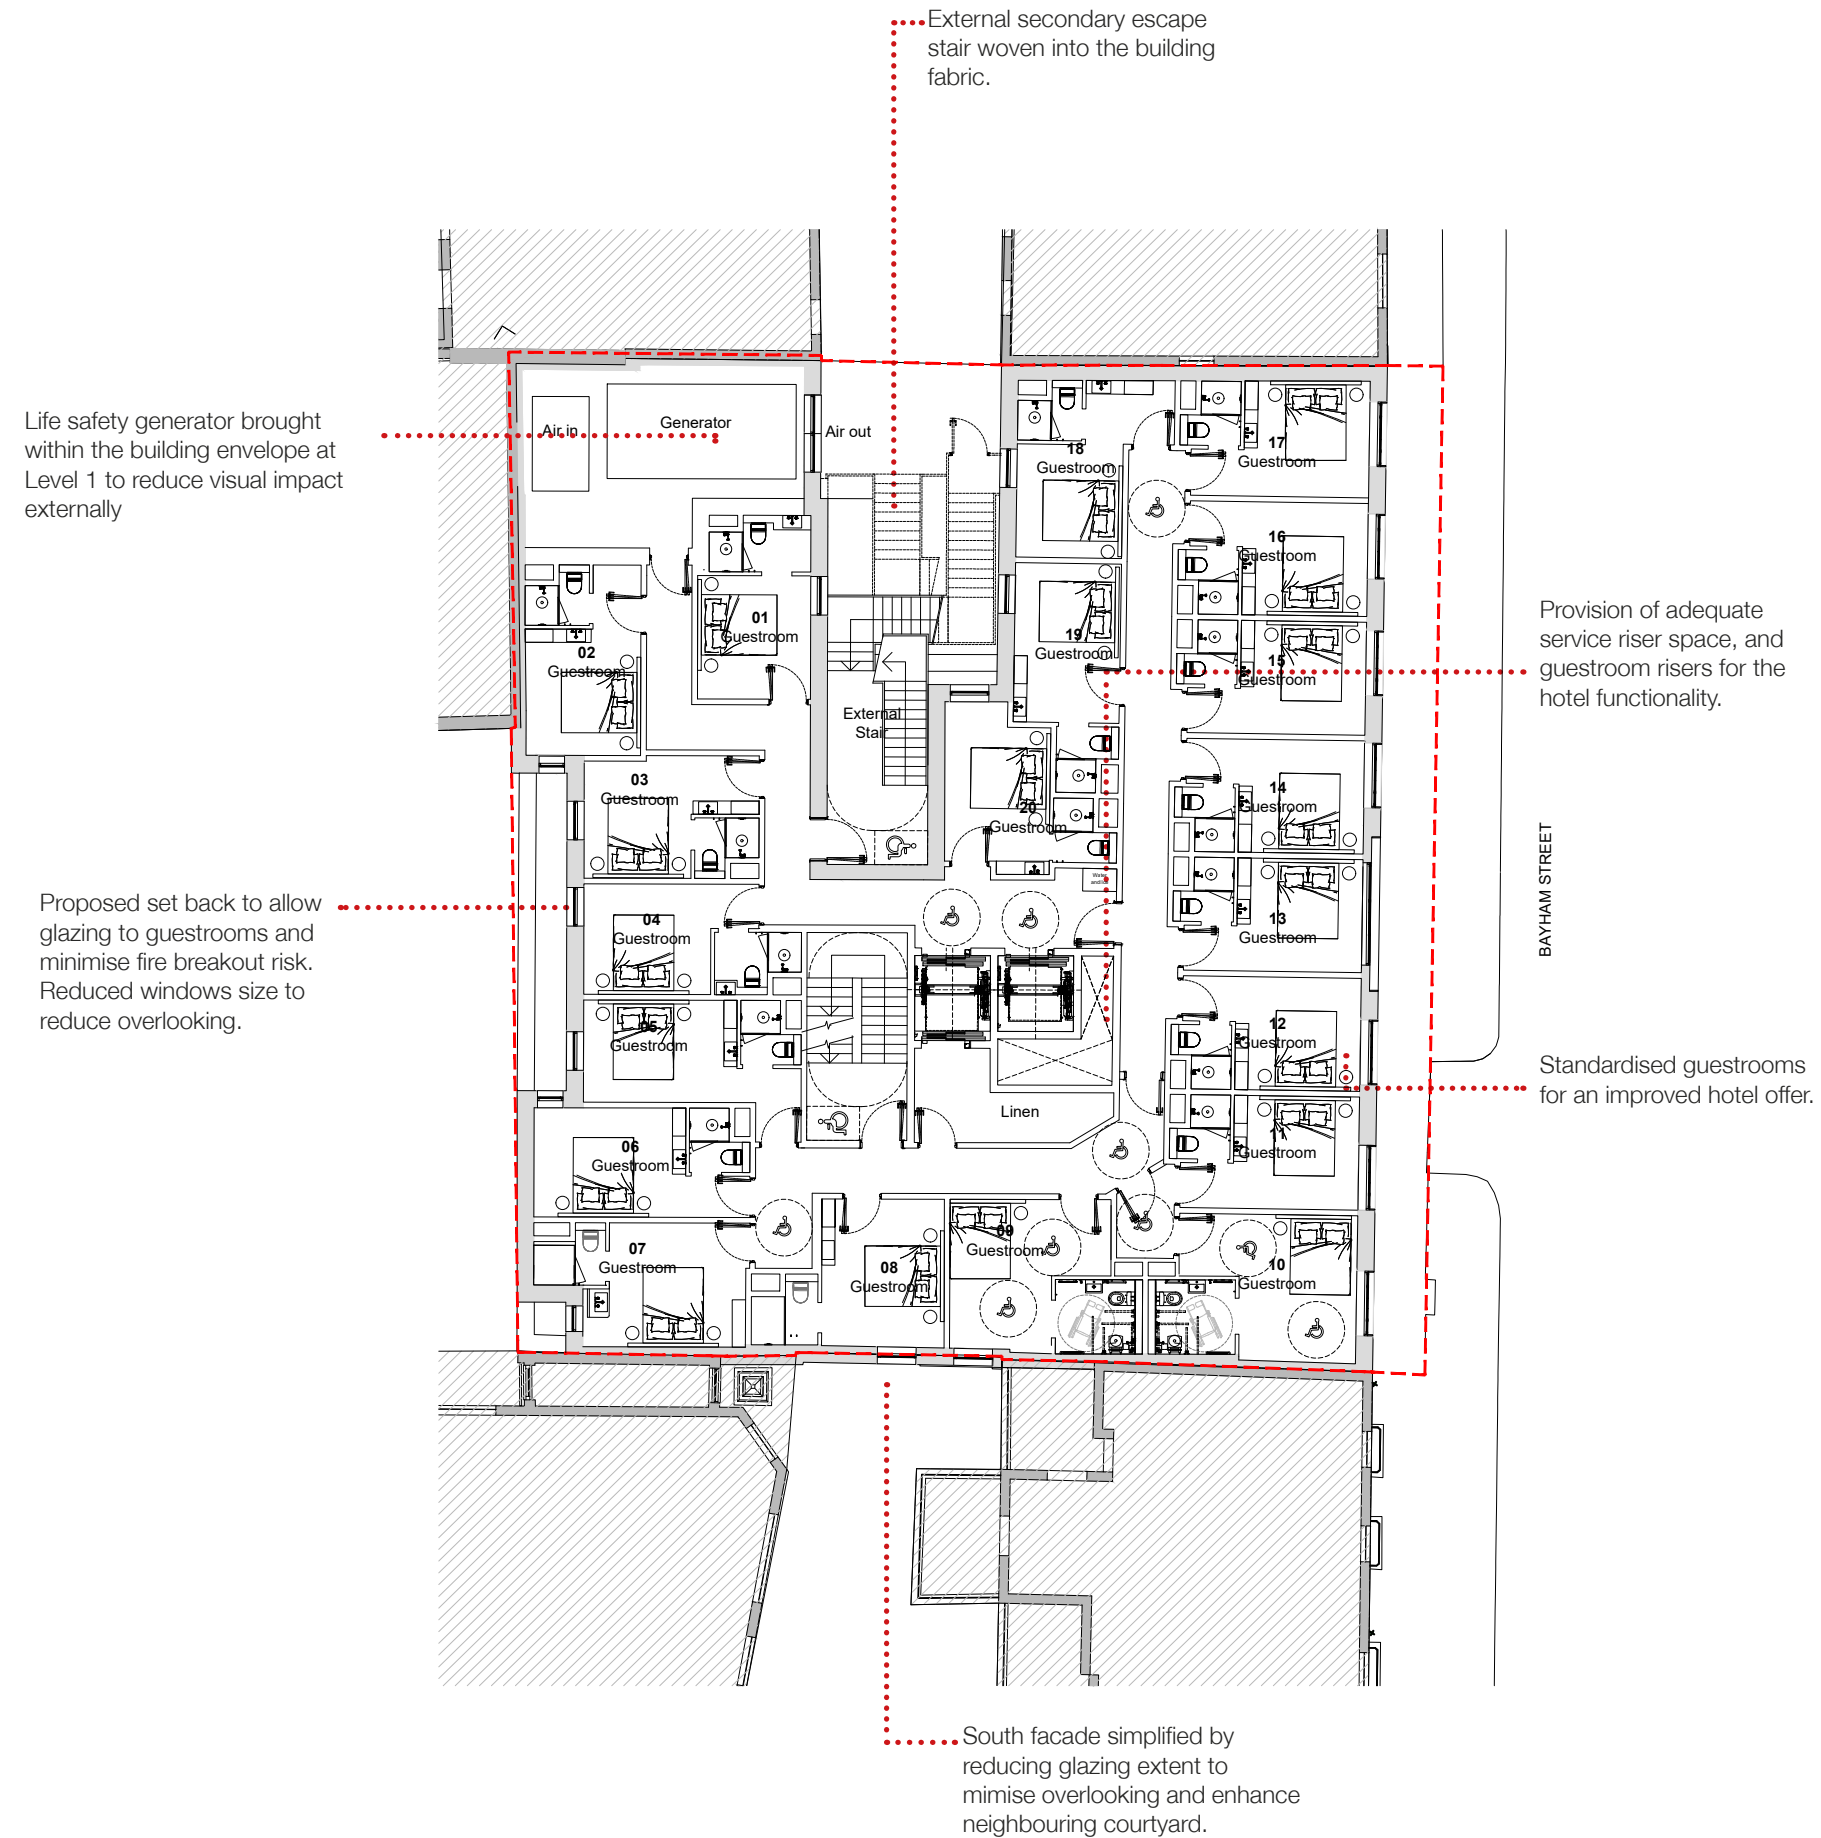 External secondary escape
stair woven into the building
fabric.
Life safety generator brought
within the building envelope at
Level 1 to reduce visual impact
externally
Air in
Generator
Air out
18
Guestroom
17
Guestroom
16
Guestroom
01
Guestroom
02
Guestroom
19
Guestroom
15
Guestroom
Provision of adequate
service riser space, and
guestroom risers for the
hotel functionality.
External
Stair
03
Guestroom
14
Guestroom
20
Guestroom
BAYHAM STREET
Proposed set back to allow
glazing to guestrooms and
minimise fire breakout risk.
Reduced windows size to
reduce overlooking.
04
Guestroom
13
Guestroom
05
Guestroom
12
Guestroom
Standardised guestrooms
for an improved hotel offer.
Linen
06
Guestroom
11
Guestroom
07
Guestroom
08
Guestroom
09
Guestroom
10
Guestroom
South facade simplified by
reducing glazing extent to
mimise overlooking and enhance
neighbouring courtyard.